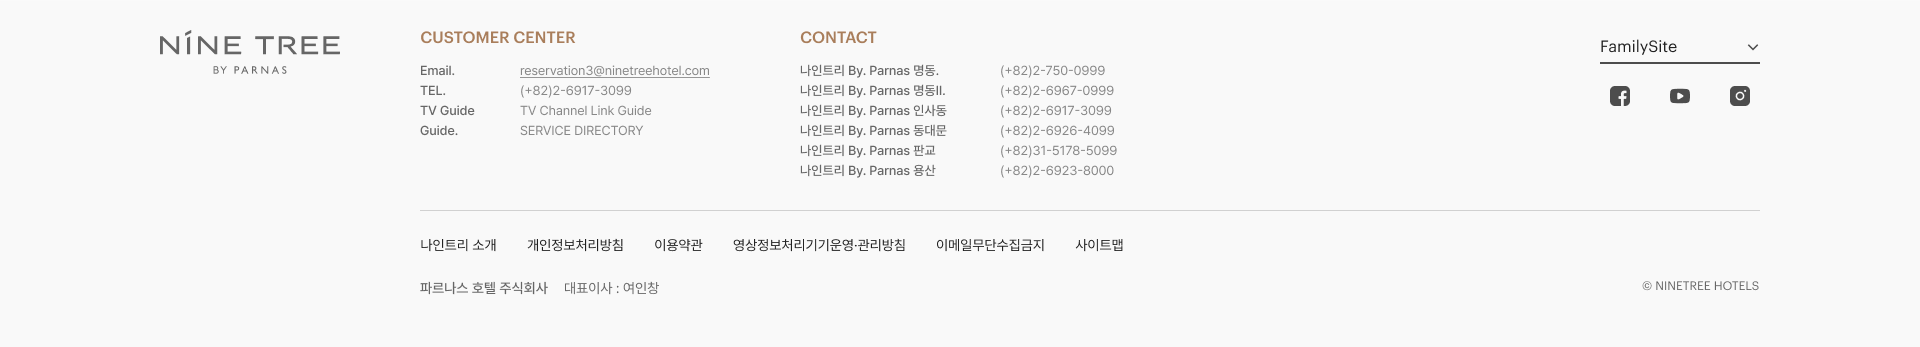 NINE TREE
BY PARNAS
CUSTOMER CENTER
Email. reservation3@ninetreehotel.com
TEL. (+82)2-6917-3099
TV Guide TV Channel Link Guide
Guide. SERVICE DIRECTORY
CONTACT
나인트리 By. Parnas 명동. (+82)2-750-0999
나인트리 By. Parnas 명동II. (+82)2-6967-0999
나인트리 By. Parnas 인사동 (+82)2-6917-3099
나인트리 By. Parnas 동대문 (+82)2-6926-4099
나인트리 By. Parnas 판교 (+82)31-5178-5099
나인트리 By. Parnas 용산 (+82)2-6923-8000
FamilySite
나인트리 소개 개인정보처리방침 이용약관 영상정보처리기기운영·관리방침 이메일무단수집금지 사이트맵
파르나스 호텔 주식회사 대표이사 : 여인창
© NINETREE HOTELS